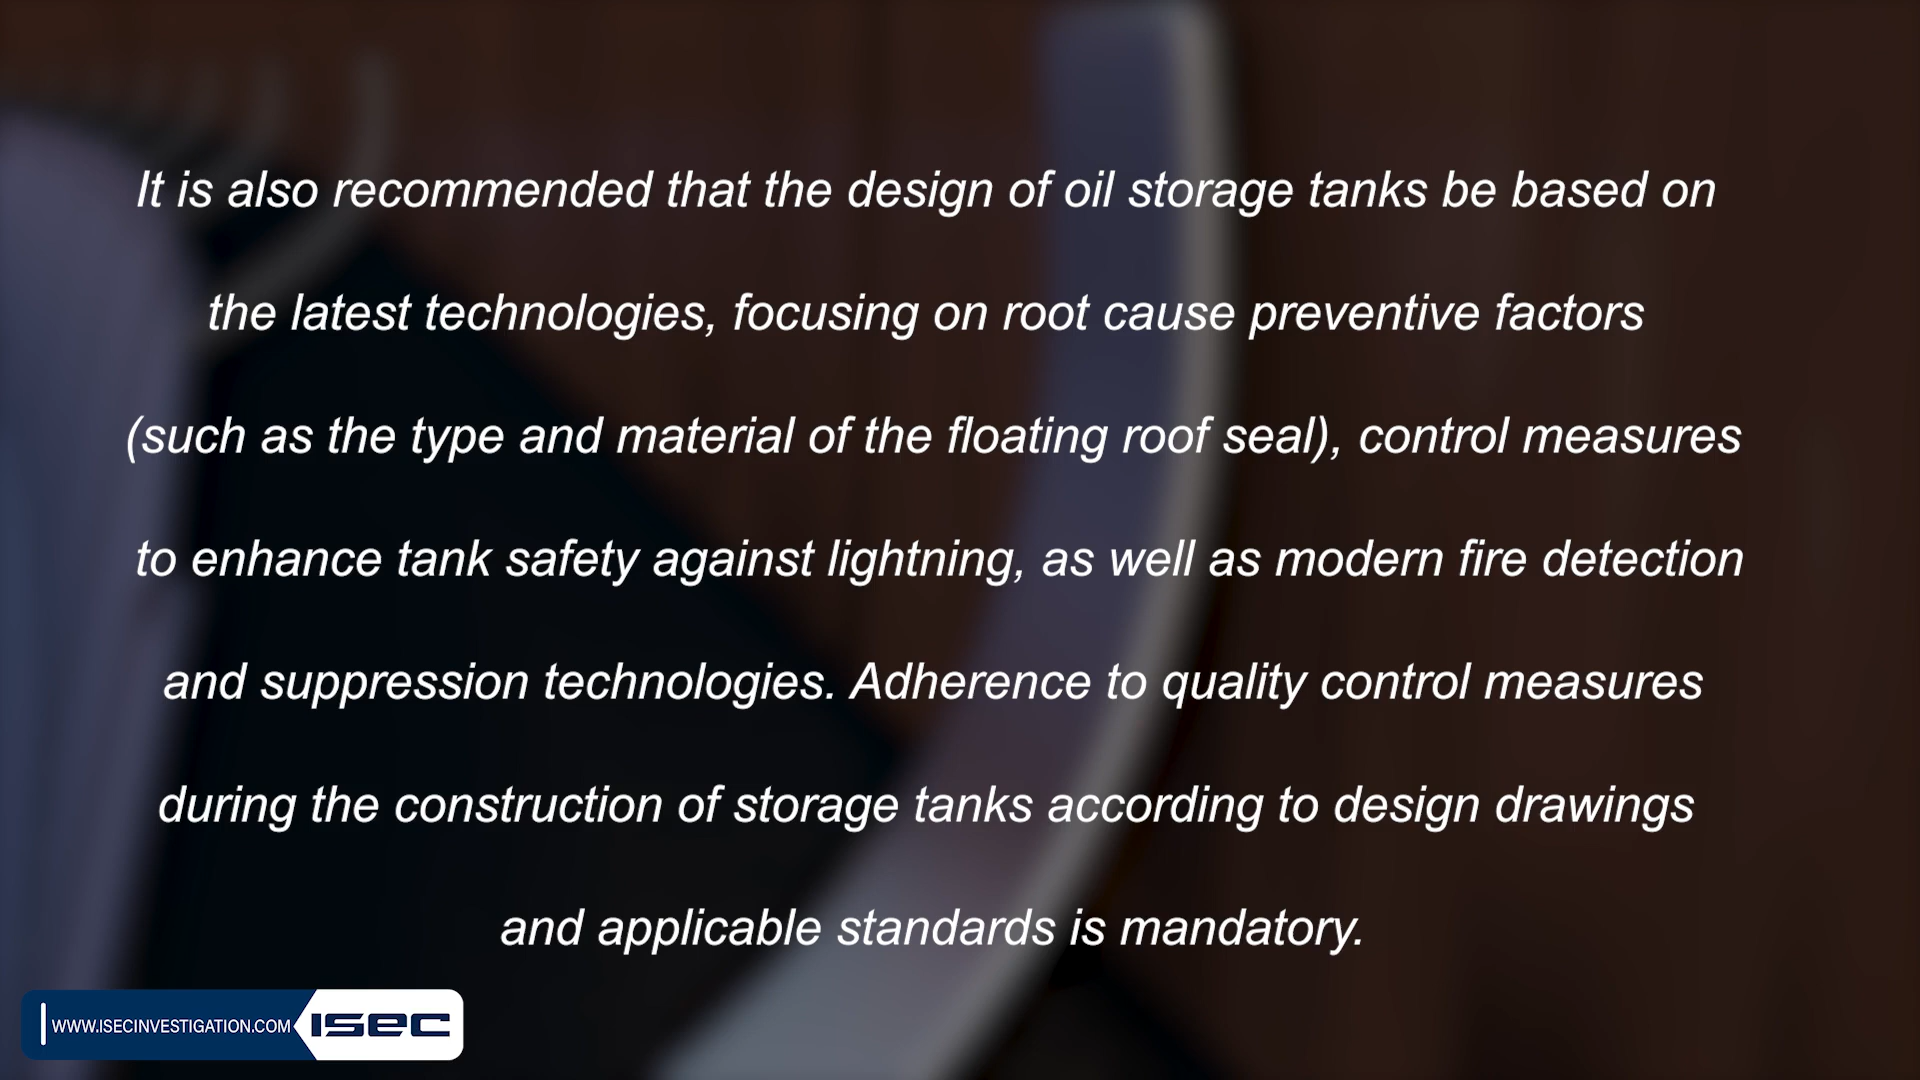 It is also recommended that the design of oil storage tanks be based on
the latest technologies, focusing on root cause preventive factors
(such as the type and material of the floating roof seal), control measures
to enhance tank safety against lightning, as well as modern fire detection
and suppression technologies. Adherence to quality control measures
during the construction of storage tanks according to design drawings
and applicable standards is mandatory.
WWW.ISECINVESTIGATION.COM ISEC